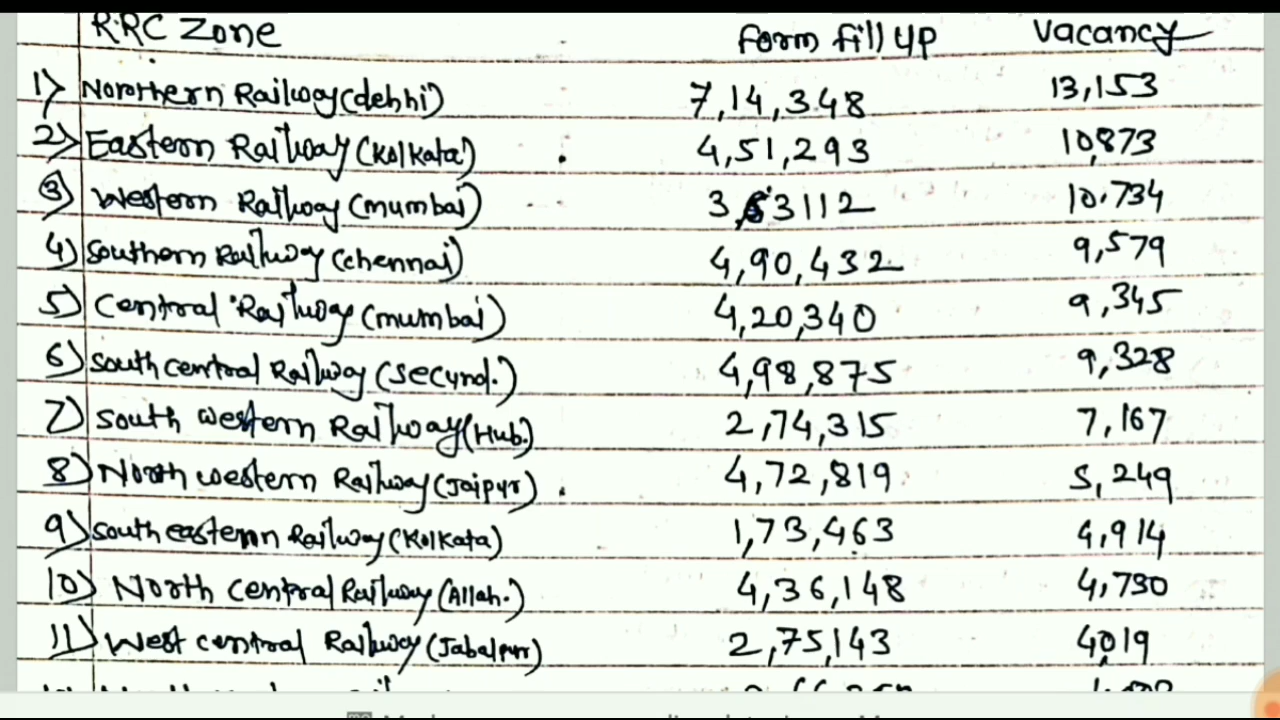 RRC Zone Form fill up Vacancy
1) Northern Railway (dehhi) 7,14,348 13,153
2) Eastern Railway (Kolkata) 4,51,293 10,873
3) Western Railway (mumbai) 3,53112 10,734
4) Southern Railway (chennai) 4,90,432 9,579
5) Central Railway (mumbai) 4,20,340 9,345
6) South central Railway (Secund.) 4,98,875 9,328
7) South western Railway (Hub.) 2,74,315 7,167
8) North western Railway (Jaipur) 4,72,819 5,249
9) South eastern Railway (Kolkata) 1,73,463 4,914
10) North Central Railway (Allah.) 4,36,148 4,730
11) West central Railway (Jabalpur) 2,75,143 4,019